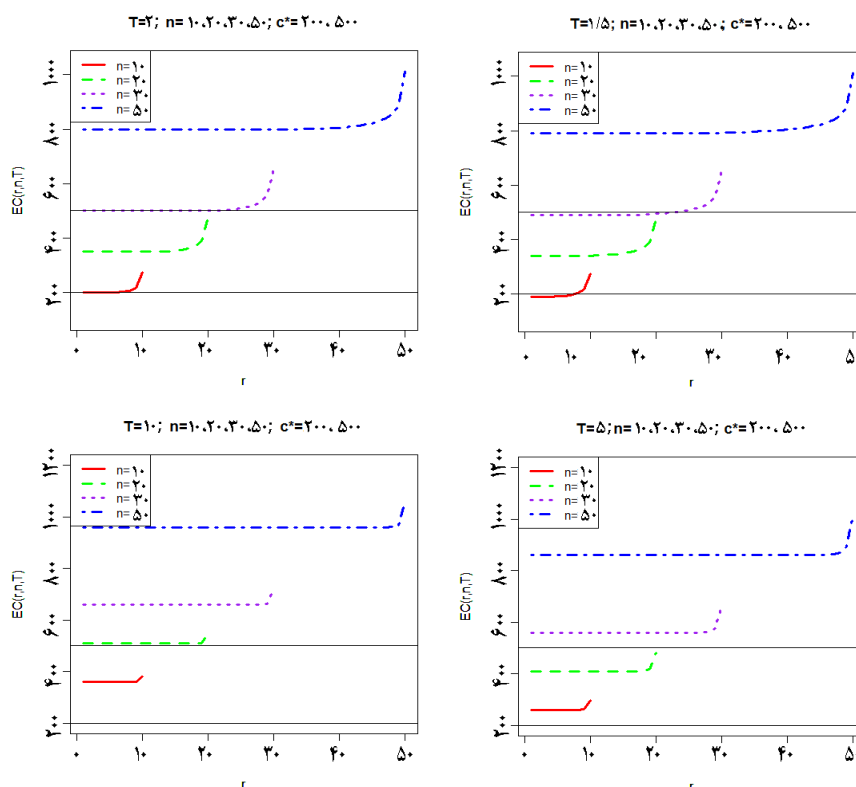 T=۲; n= ۱۰،۲۰،۳۰،۵۰; c*= ۲۰۰، ۵۰۰
EC(r,n,T)
۱۰۰۰
۸۰۰
۶۰۰
۴۰۰
۲۰۰
n= ۱۰
n= ۲۰
n= ۳۰
n= ۵۰
۰ ۱۰ ۲۰ ۳۰ ۴۰ ۵۰
r
T=۱/۵; n=۱۰،۲۰،۳۰،۵۰; c*=۲۰۰، ۵۰۰
EC(r,n,T)
۱۰۰۰
۸۰۰
۶۰۰
۴۰۰
۲۰۰
n= ۱۰
n= ۲۰
n= ۳۰
n= ۵۰
۰ ۱۰ ۲۰ ۳۰ ۴۰ ۵
r
T=۱۰; n=۱۰،۲۰،۳۰،۵۰; c*=۲۰۰، ۵۰۰
EC(r,n,T)
۱۲۰۰
۱۰۰۰
۸۰۰
۶۰۰
۴۰۰
۲۰۰
n= ۱۰
n= ۲۰
n= ۳۰
n= ۵۰
۰ ۱۰ ۲۰ ۳۰ ۴۰ ۵۰
r
T=۵; n=۱۰،۲۰،۳۰،۵۰; c*=۲۰۰، ۵۰۰
EC(r,n,T)
۱۲۰۰
۱۰۰۰
۸۰۰
۶۰۰
۴۰۰
۲۰۰
n= ۱۰
n= ۲۰
n= ۳۰
n= ۵۰
۰ ۱۰ ۲۰ ۳۰ ۴۰ ۵
r